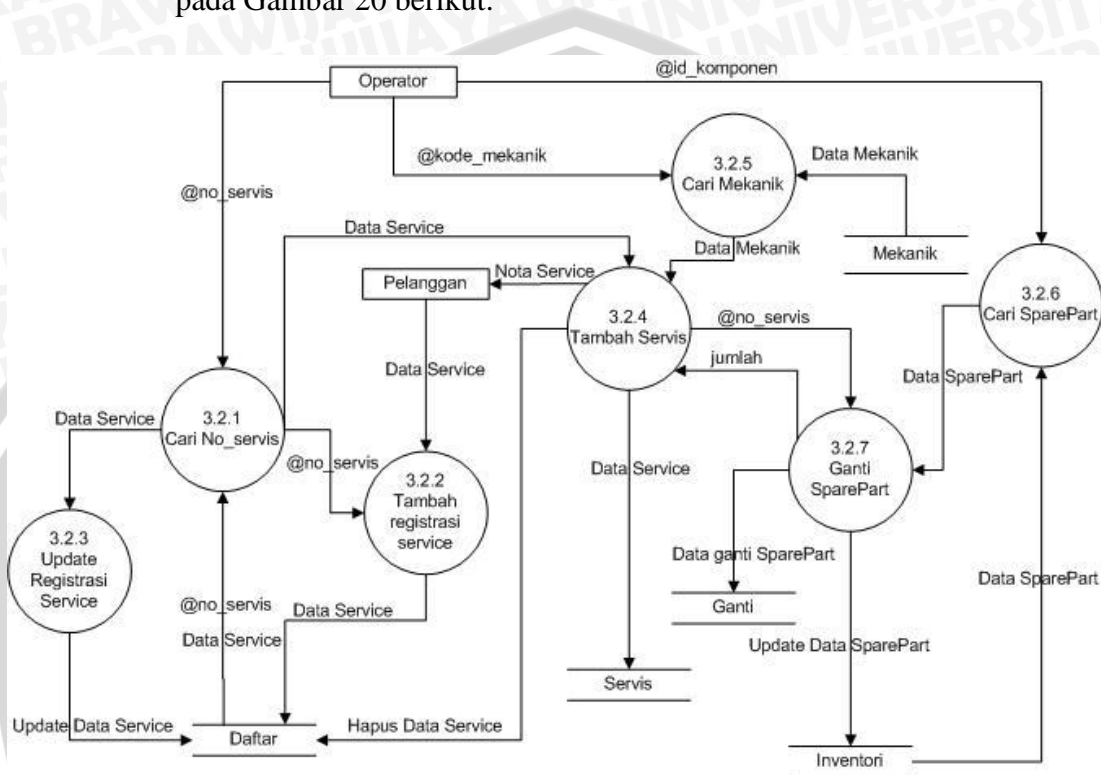 pada Gambar 20 berikut.
BRAWIJAYA
UNIVERSIT
Operator
@id_komponen
@kode_mekanik
3.2.5
Cari Mekanik
Data Mekanik
@no_servis
Data Service
Data Mekanik
Mekanik
Pelanggan
Nota Service
3.2.4
Tambah Servis
@no_servis
3.2.6
Cari SparePart
jumlah
Data Service
Data SparePart
Data Service
3.2.1
Cari No_servis
@no_servis
3.2.2
Tambah
registrasi
service
Data Service
3.2.7
Ganti
SparePart
3.2.3
Update
Registrasi
Service
Data ganti SparePart
Data SparePart
@no_servis
Data Service
Data Service
Ganti
Update Data SparePart
Servis
Update Data Service
Daftar
Hapus Data Service
Inventori